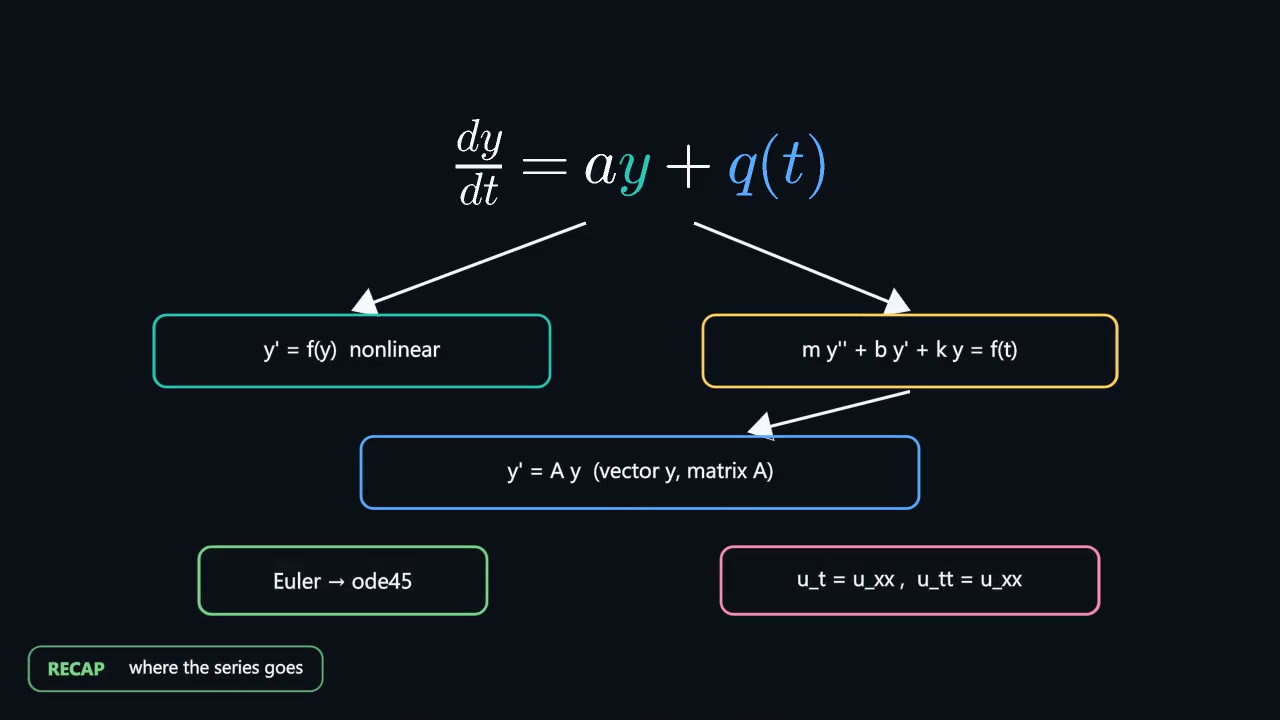 dy/dt = ay + q(t)
y' = f(y) nonlinear
m y'' + b y' + k y = f(t)
y' = A y (vector y, matrix A)
Euler → ode45
u_t = u_xx , u_tt = u_xx
RECAP where the series goes